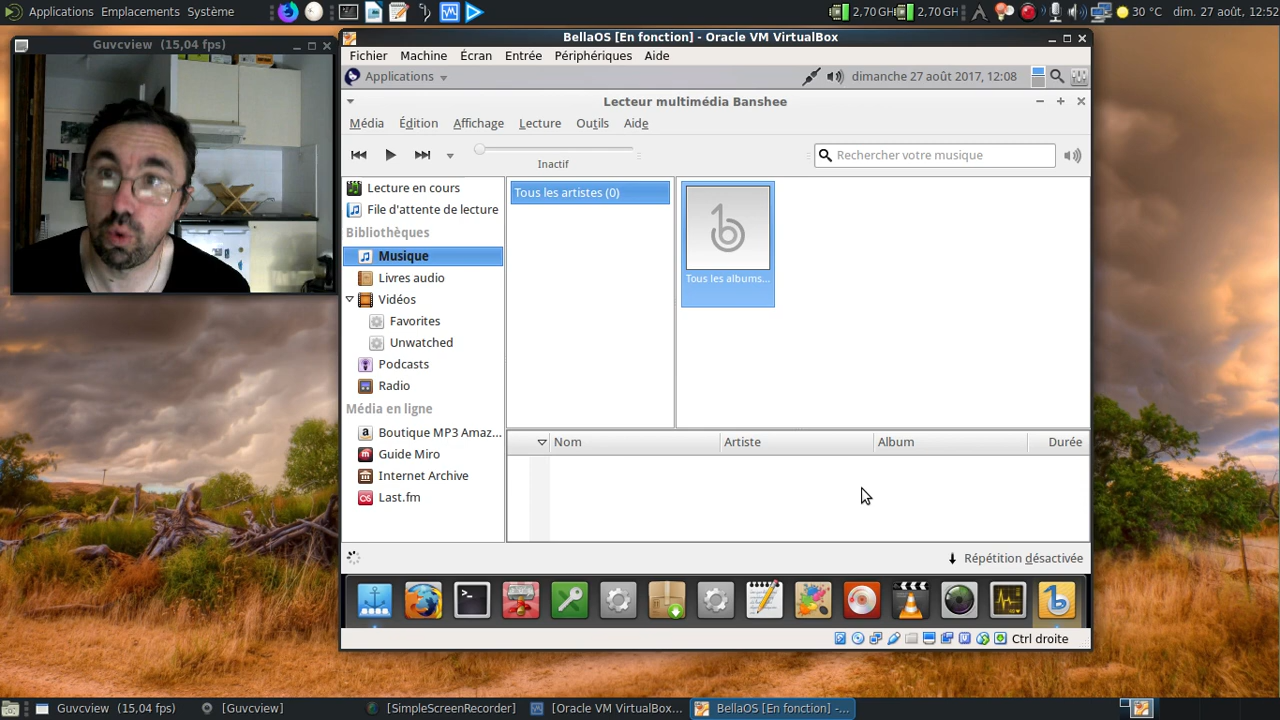 Applications Emplacements Système
2,70 GHz 2,70 GHz 30 °C dim. 27 août, 12:52
Guvcview (15,04 fps)
BellaOS [En fonction] - Oracle VM VirtualBox
Fichier Machine Écran Entrée Périphériques Aide
Applications dimanche 27 août 2017, 12:08
Lecteur multimédia Banshee
Média Édition Affichage Lecture Outils Aide
Inactif
Rechercher votre musique
Lecture en cours
File d'attente de lecture
Bibliothèques
Musique
Livres audio
Vidéos
Favorites
Unwatched
Podcasts
Radio
Média en ligne
Boutique MP3 Amaz...
Guide Miro
Internet Archive
Last.fm
Tous les artistes (0)
Tous les albums...
Nom Artiste Album Durée
Répétition désactivée
Ctrl droite
Guvcview (15,04 fps) [Guvcview] [SimpleScreenRecorder] [Oracle VM VirtualBox... BellaOS [En fonction] -...